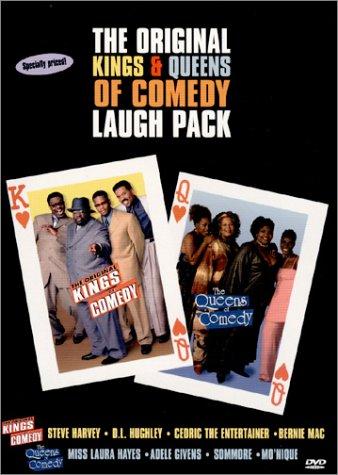 THE ORIGINAL
KINGS & QUEENS
OF COMEDY
LAUGH PACK
Specially priced!
K
THE ORIGINAL
KINGS
OF
COMEDY
Q
The
Queens
of
Comedy
Q
KINGS
OF
COMEDY
STEVE HARVEY • D.L. HUGHLEY • CEDRIC THE ENTERTAINER • BERNIE MAC
The
Queens
of
Comedy
MISS LAURA HAYES • ADELE GIVENS • SOMMORE • MO'NIQUE
DVD